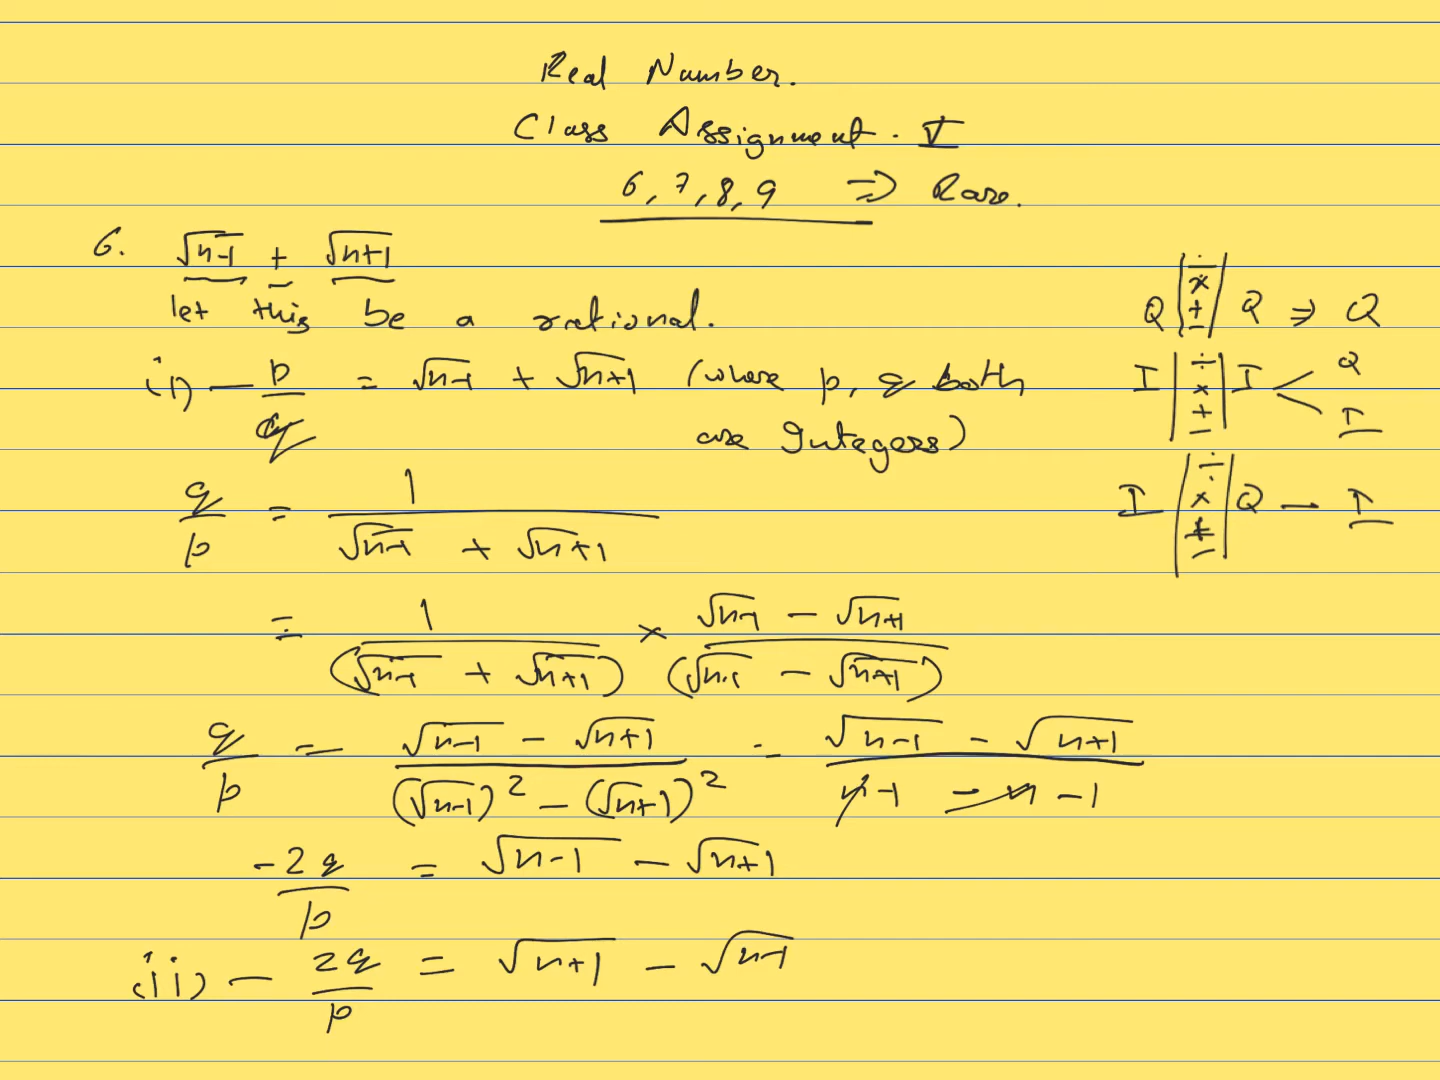 Real Number.
Class Assignment. V
6, 7, 8, 9 ⇒ Rare.
6. √n-1 + √n+1
let this be a rational.
(i) — p/q = √n-1 + √n+1 (where p, q both
are Integers)
q/p = 1/(√n-1 + √n+1)
= 1/(√n-1 + √n+1) × (√n-1 - √n+1)/(√n-1 - √n+1)
q/p = (√n-1 - √n+1)/((√n-1)² - (√n+1)²) = (√n-1 - √n+1)/(n-1 - n-1)
-2q/p = √n-1 - √n+1
(ii) — 2q/p = √n+1 - √n-1
Q |÷ × + -| Q ⇒ Q
I |÷ × + -| I < Q I
I |÷ × + -| Q — I